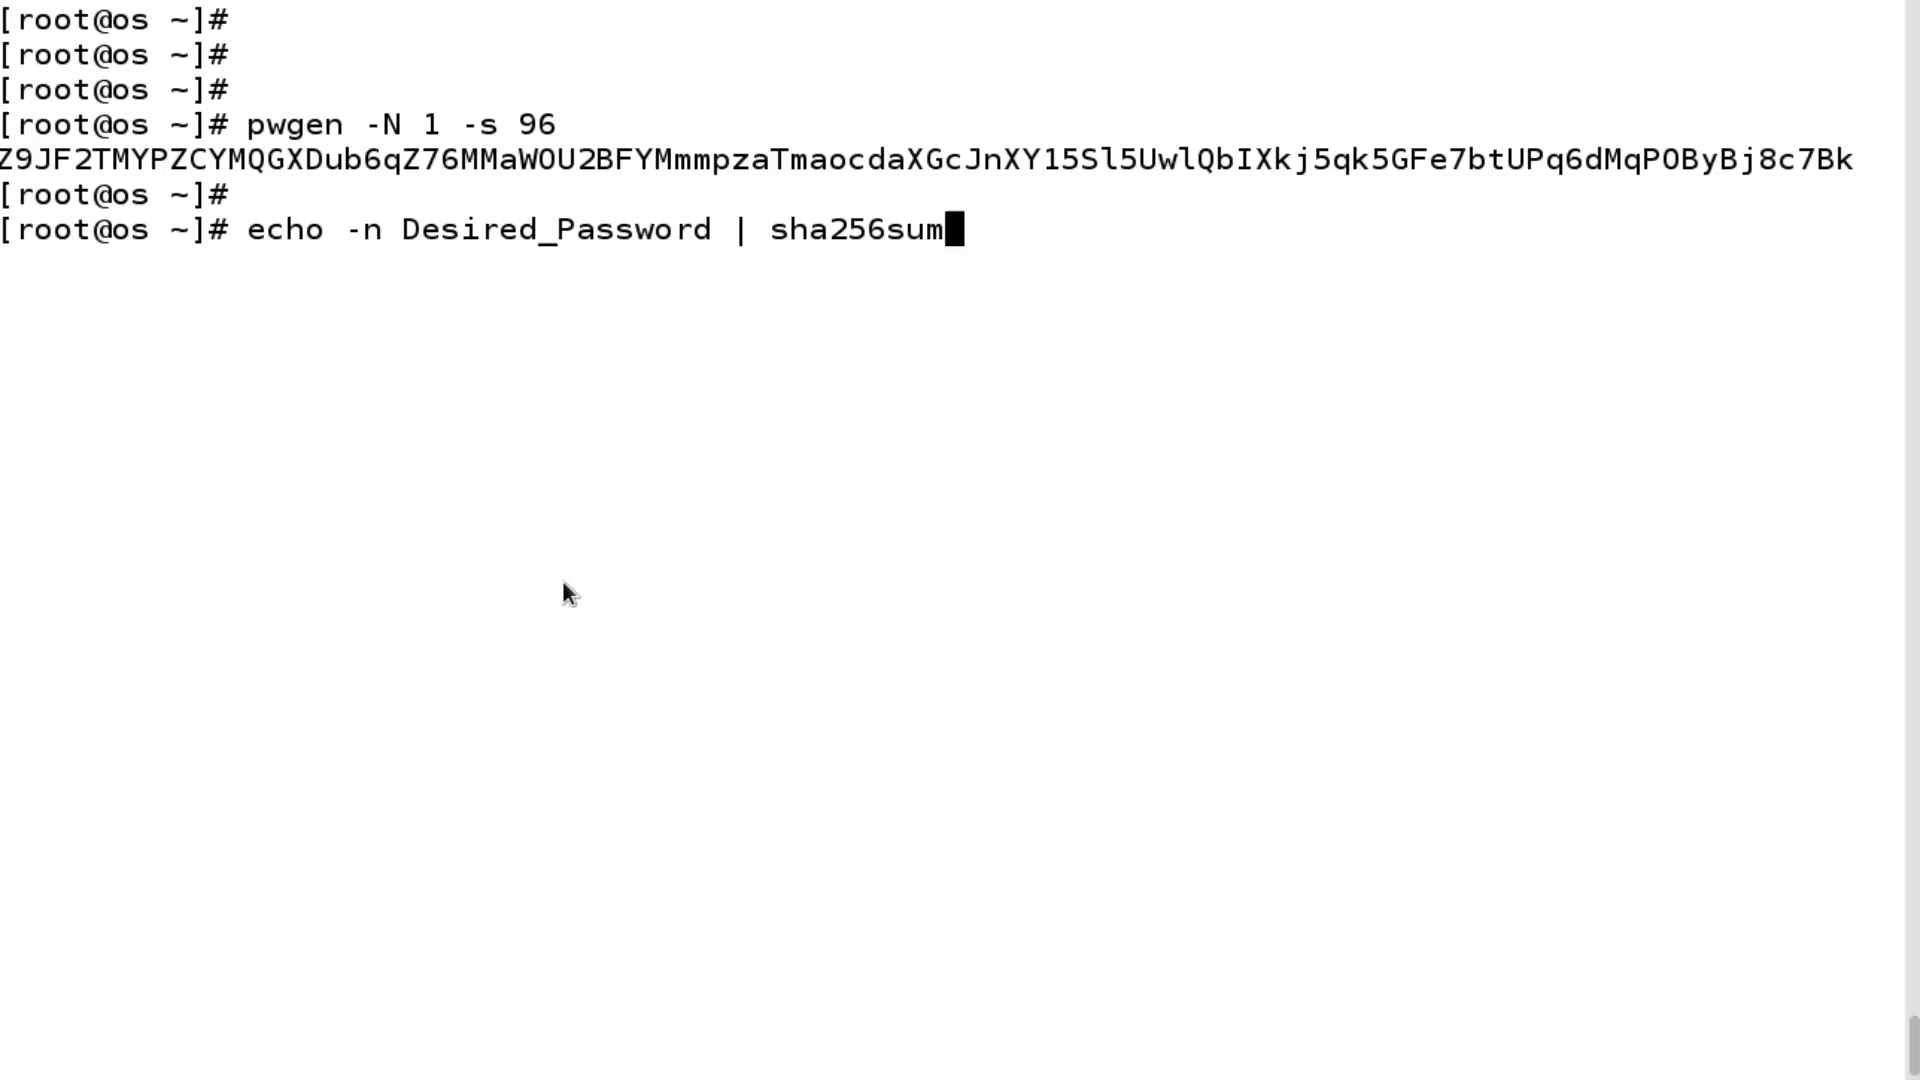 [root@os ~]#
[root@os ~]#
[root@os ~]#
[root@os ~]# pwgen -N 1 -s 96
Z9JF2TMYPZCYMQGXDub6qZ76MMaWOU2BFYMmmpzaTmaocdaXGcJnXY15Sl5UwlQbIXkj5qk5GFe7btUPq6dMqPOByBj8c7Bk
[root@os ~]#
[root@os ~]# echo -n Desired_Password | sha256sum